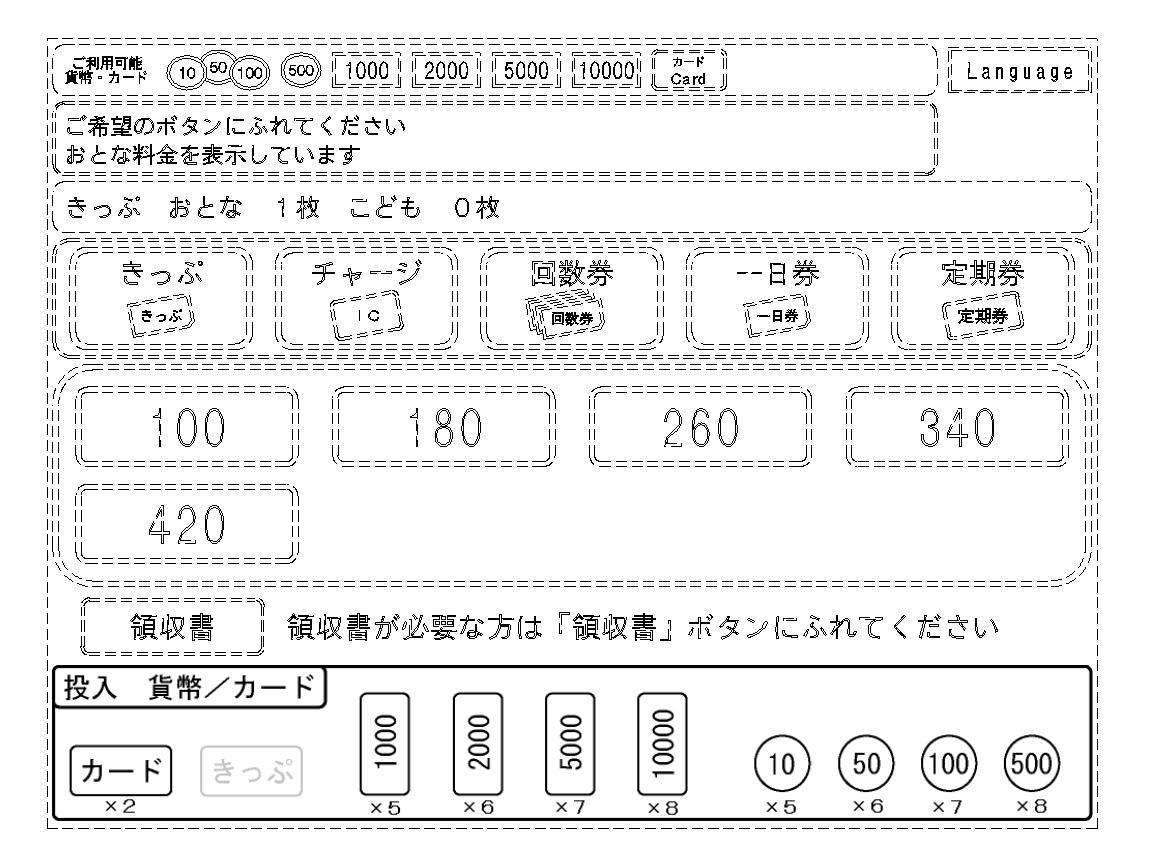 ご利用可能
貨幣・カード
10 50 100 500 1000 2000 5000 10000
カード
Card
Language
ご希望のボタンにふれてください
おとな料金を表示しています
きっぷ おとな 1枚 こども 0枚
きっぷ チャージ 回数券 一日券 定期券
きっぷ IC 回数券 一日券 定期券
100 180 260 340
420
領収書 領収書が必要な方は『領収書』ボタンにふれてください
投入 貨幣/カード
カード きっぷ 1000 2000 5000 10000 10 50 100 500
×2 ×5 ×6 ×7 ×8 ×5 ×6 ×7 ×8